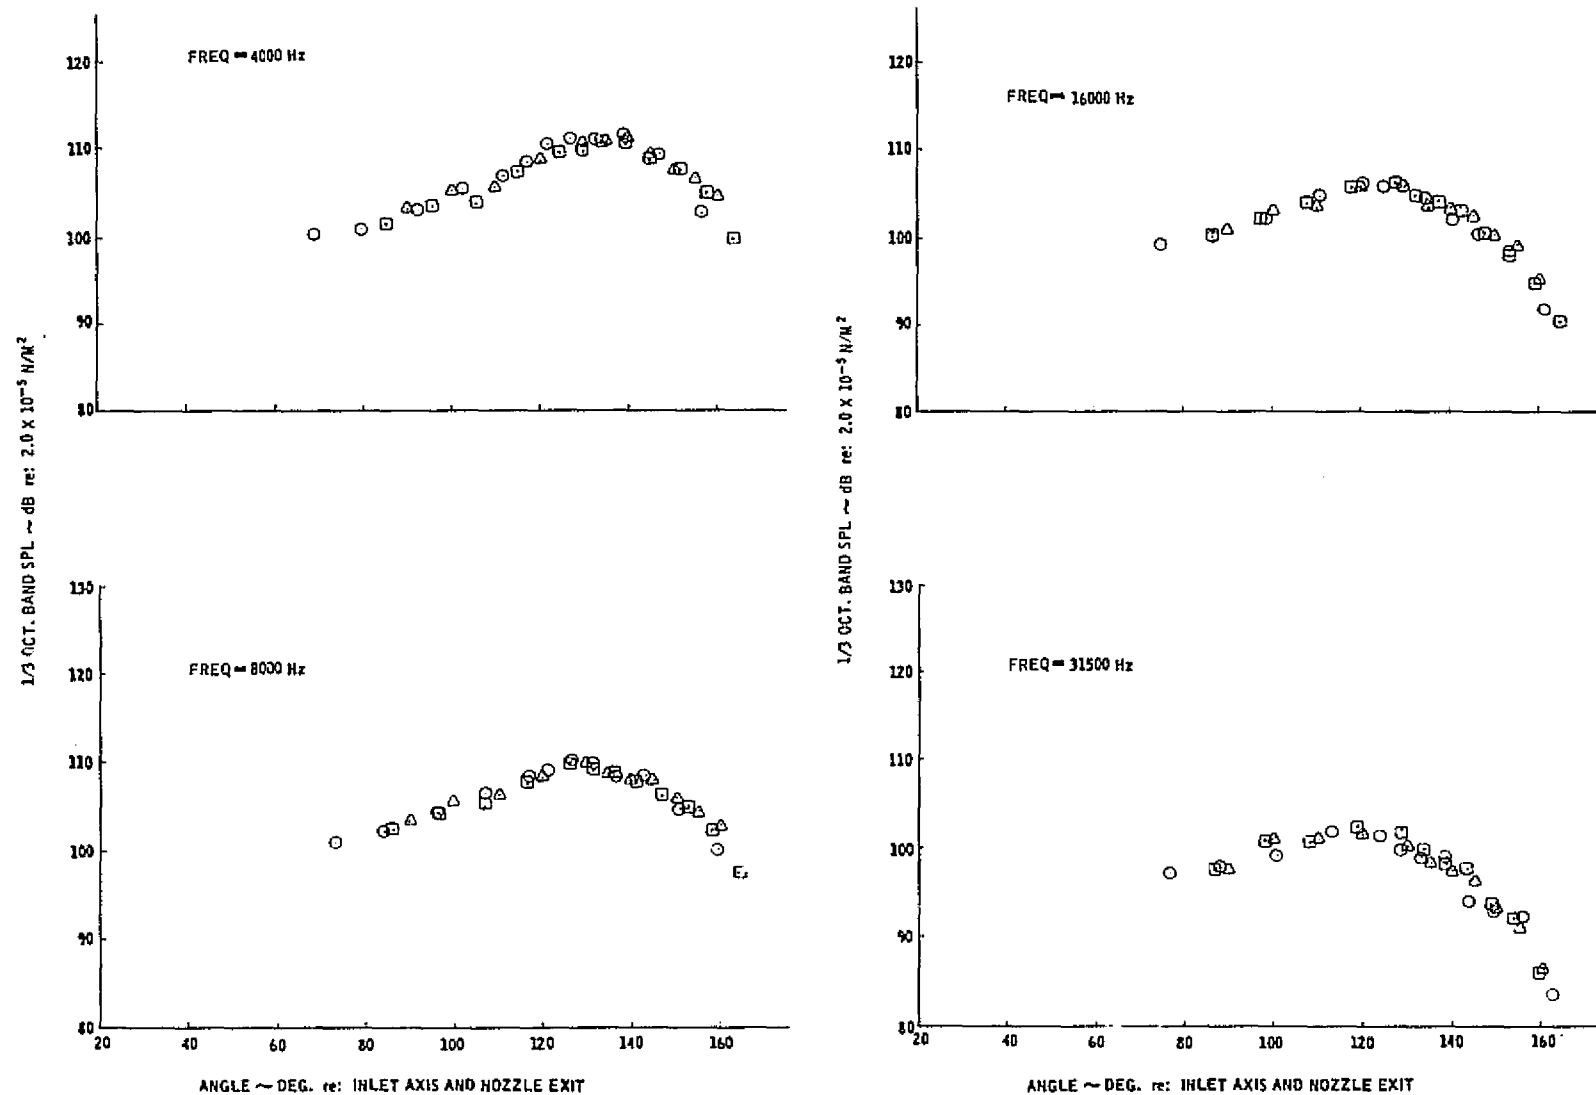 FREQ = 4000 Hz
120
110
100
90
80
FREQ = 16000 Hz
120
110
100
90
80
1/3 OCT. BAND SPL ~ dB re: 2.0 X 10⁻⁵ N/M²
1/3 OCT. BAND SPL ~ dB re: 2.0 X 10⁻⁵ N/M²
FREQ = 8000 Hz
130
120
110
100
90
80
20 40 60 80 100 120 140 160
ANGLE ~ DEG. re: INLET AXIS AND NOZZLE EXIT
FREQ = 31500 Hz
130
120
110
100
90
80
20 40 60 80 100 120 140 160
ANGLE ~ DEG. re: INLET AXIS AND NOZZLE EXIT